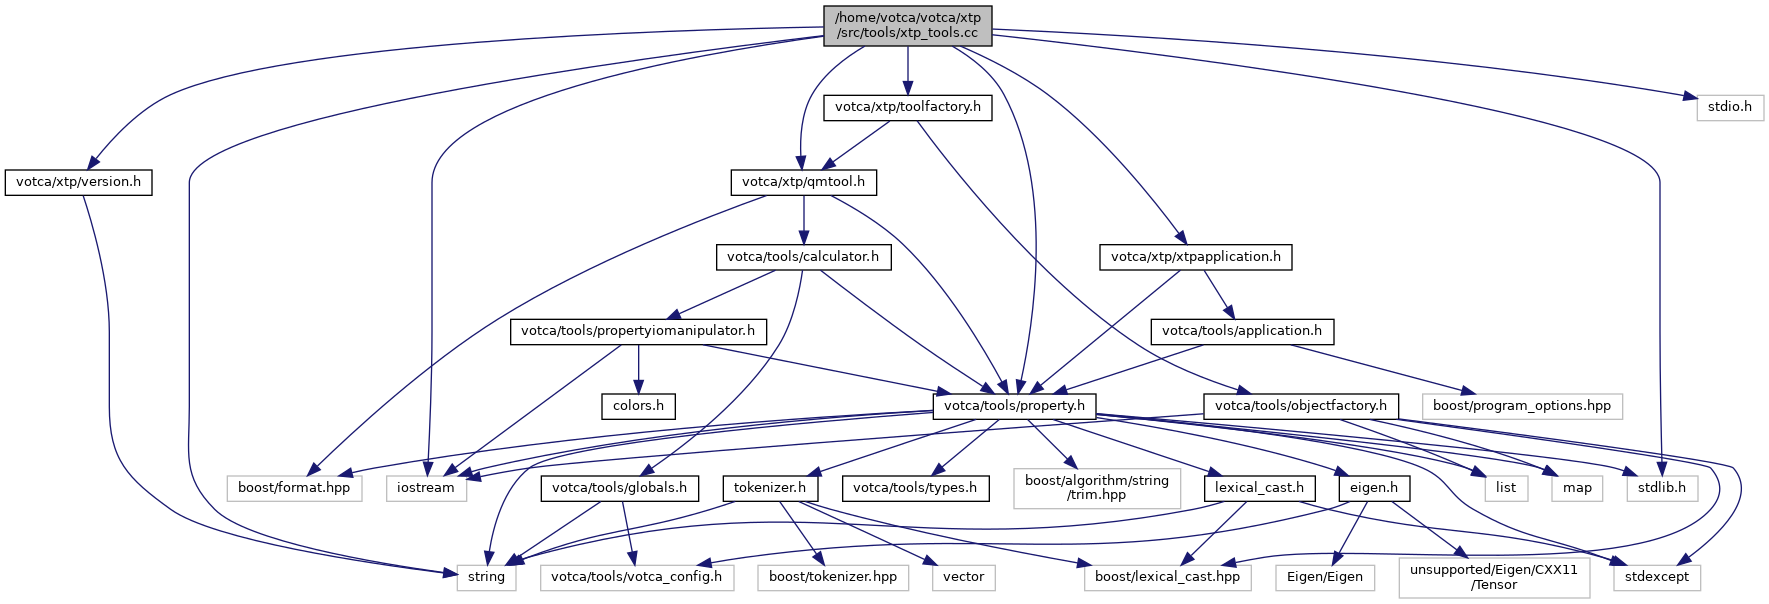 /home/votca/votca/xtp
/src/tools/xtp_tools.cc
votca/xtp/toolfactory.h
stdio.h
votca/xtp/version.h
votca/xtp/qmtool.h
votca/tools/calculator.h
votca/xtp/xtpapplication.h
votca/tools/propertyiomanipulator.h
votca/tools/application.h
colors.h
votca/tools/property.h
votca/tools/objectfactory.h
boost/program_options.hpp
boost/format.hpp
iostream
votca/tools/globals.h
tokenizer.h
votca/tools/types.h
boost/algorithm/string
/trim.hpp
lexical_cast.h
eigen.h
list
map
stdlib.h
string
votca/tools/votca_config.h
boost/tokenizer.hpp
vector
boost/lexical_cast.hpp
Eigen/Eigen
unsupported/Eigen/CXX11
/Tensor
stdexcept